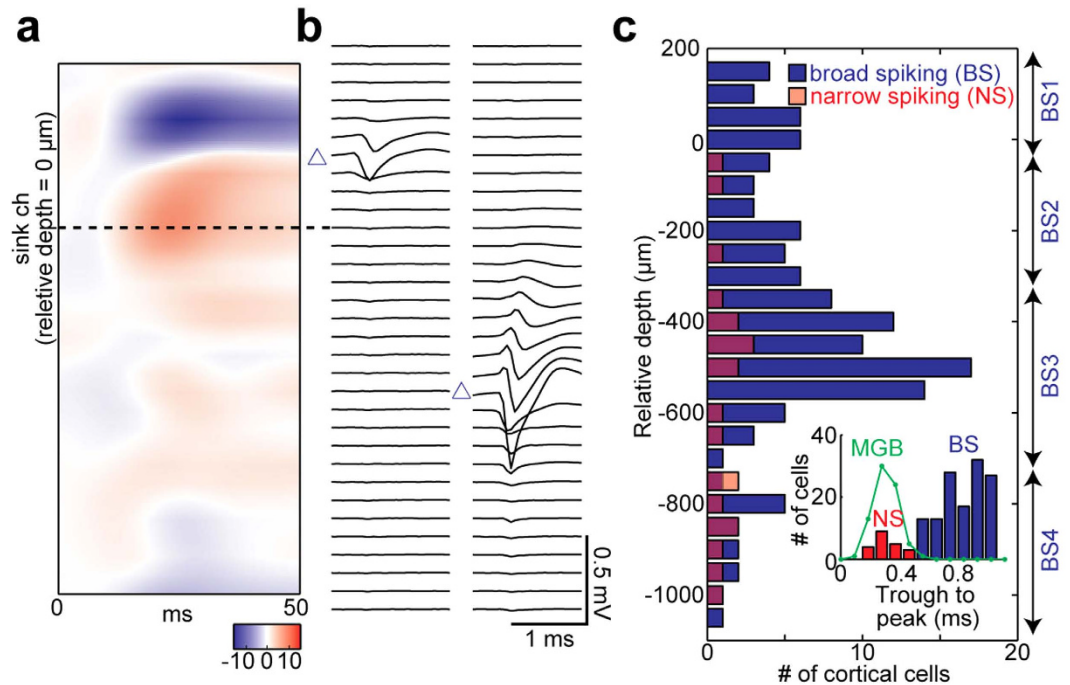 a
sink ch
(reletive depth = 0 µm)
0
ms
50
-10 0 10
b
0.5 mV
1 ms
c
200
0
-200
-400
-600
-800
-1000
Relative depth (µm)
broad spiking (BS)
narrow spiking (NS)
BS1
BS2
BS3
BS4
40
20
0
# of cells
MGB
NS
BS
0
0.4
0.8
Trough to
peak (ms)
0
10
20
# of cortical cells